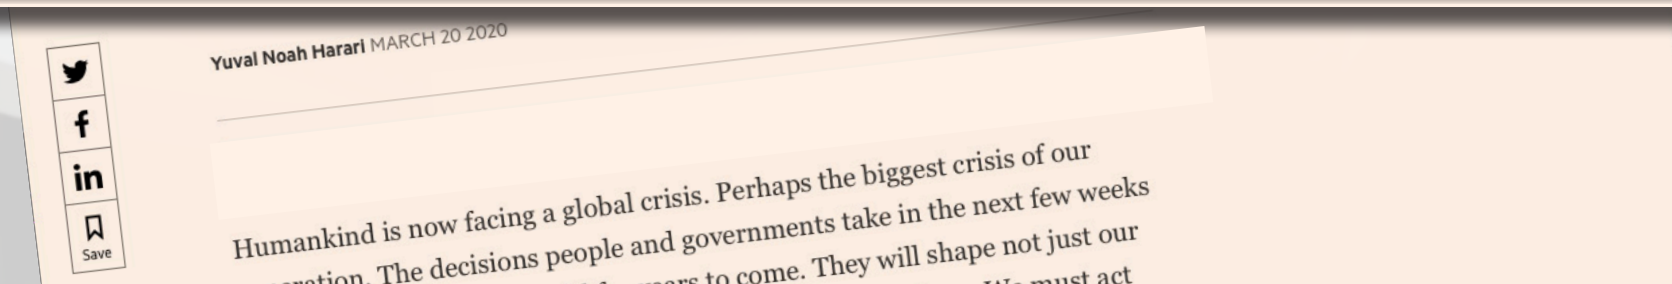 Yuval Noah Harari MARCH 20 2020
Save
Humankind is now facing a global crisis. Perhaps the biggest crisis of our
The decisions people and governments take in the next few weeks
to come. They will shape not just our
must act